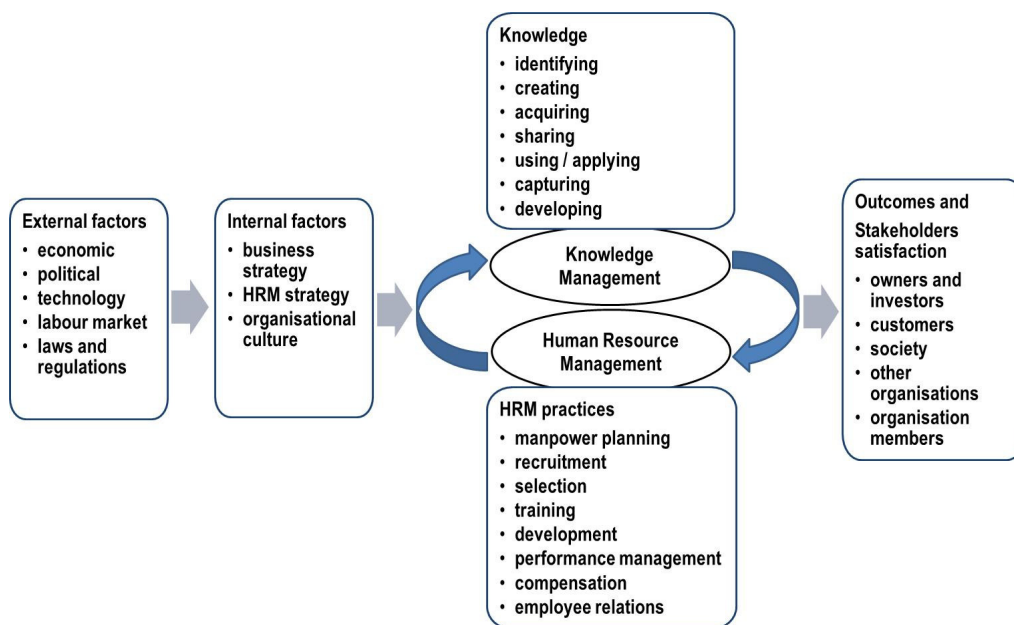 External factors
• economic
• political
• technology
• labour market
• laws and
regulations
Internal factors
• business
strategy
• HRM strategy
• organisational
culture
Knowledge
• identifying
• creating
• acquiring
• sharing
• using / applying
• capturing
• developing
Knowledge
Management
Human Resource
Management
HRM practices
• manpower planning
• recruitment
• selection
• training
• development
• performance management
• compensation
• employee relations
Outcomes and
Stakeholders
satisfaction
• owners and
investors
• customers
• society
• other
organisations
• organisation
members